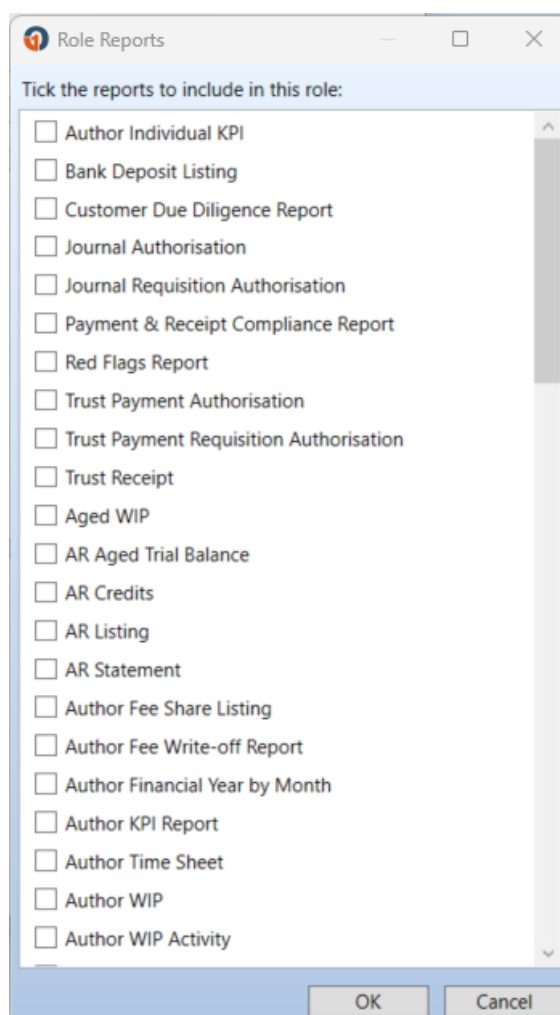 Role Reports
Tick the reports to include in this role:
Author Individual KPI
Bank Deposit Listing
Customer Due Diligence Report
Journal Authorisation
Journal Requisition Authorisation
Payment & Receipt Compliance Report
Red Flags Report
Trust Payment Authorisation
Trust Payment Requisition Authorisation
Trust Receipt
Aged WIP
AR Aged Trial Balance
AR Credits
AR Listing
AR Statement
Author Fee Share Listing
Author Fee Write-off Report
Author Financial Year by Month
Author KPI Report
Author Time Sheet
Author WIP
Author WIP Activity
OK Cancel